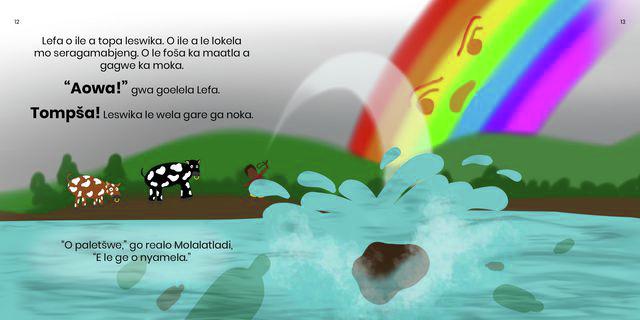 12
Lefa o ile a topa leswika. O ile a le lokela
mo seragamabjeng. O le foša ka maatla a
gagwe ka moka.
“Aowa!” gwa goelela Lefa.
Tompša! Leswika le wela gare ga noka.
“O paletšwe,” go realo Molalatladi,
“E le ge o nyamela.”
13